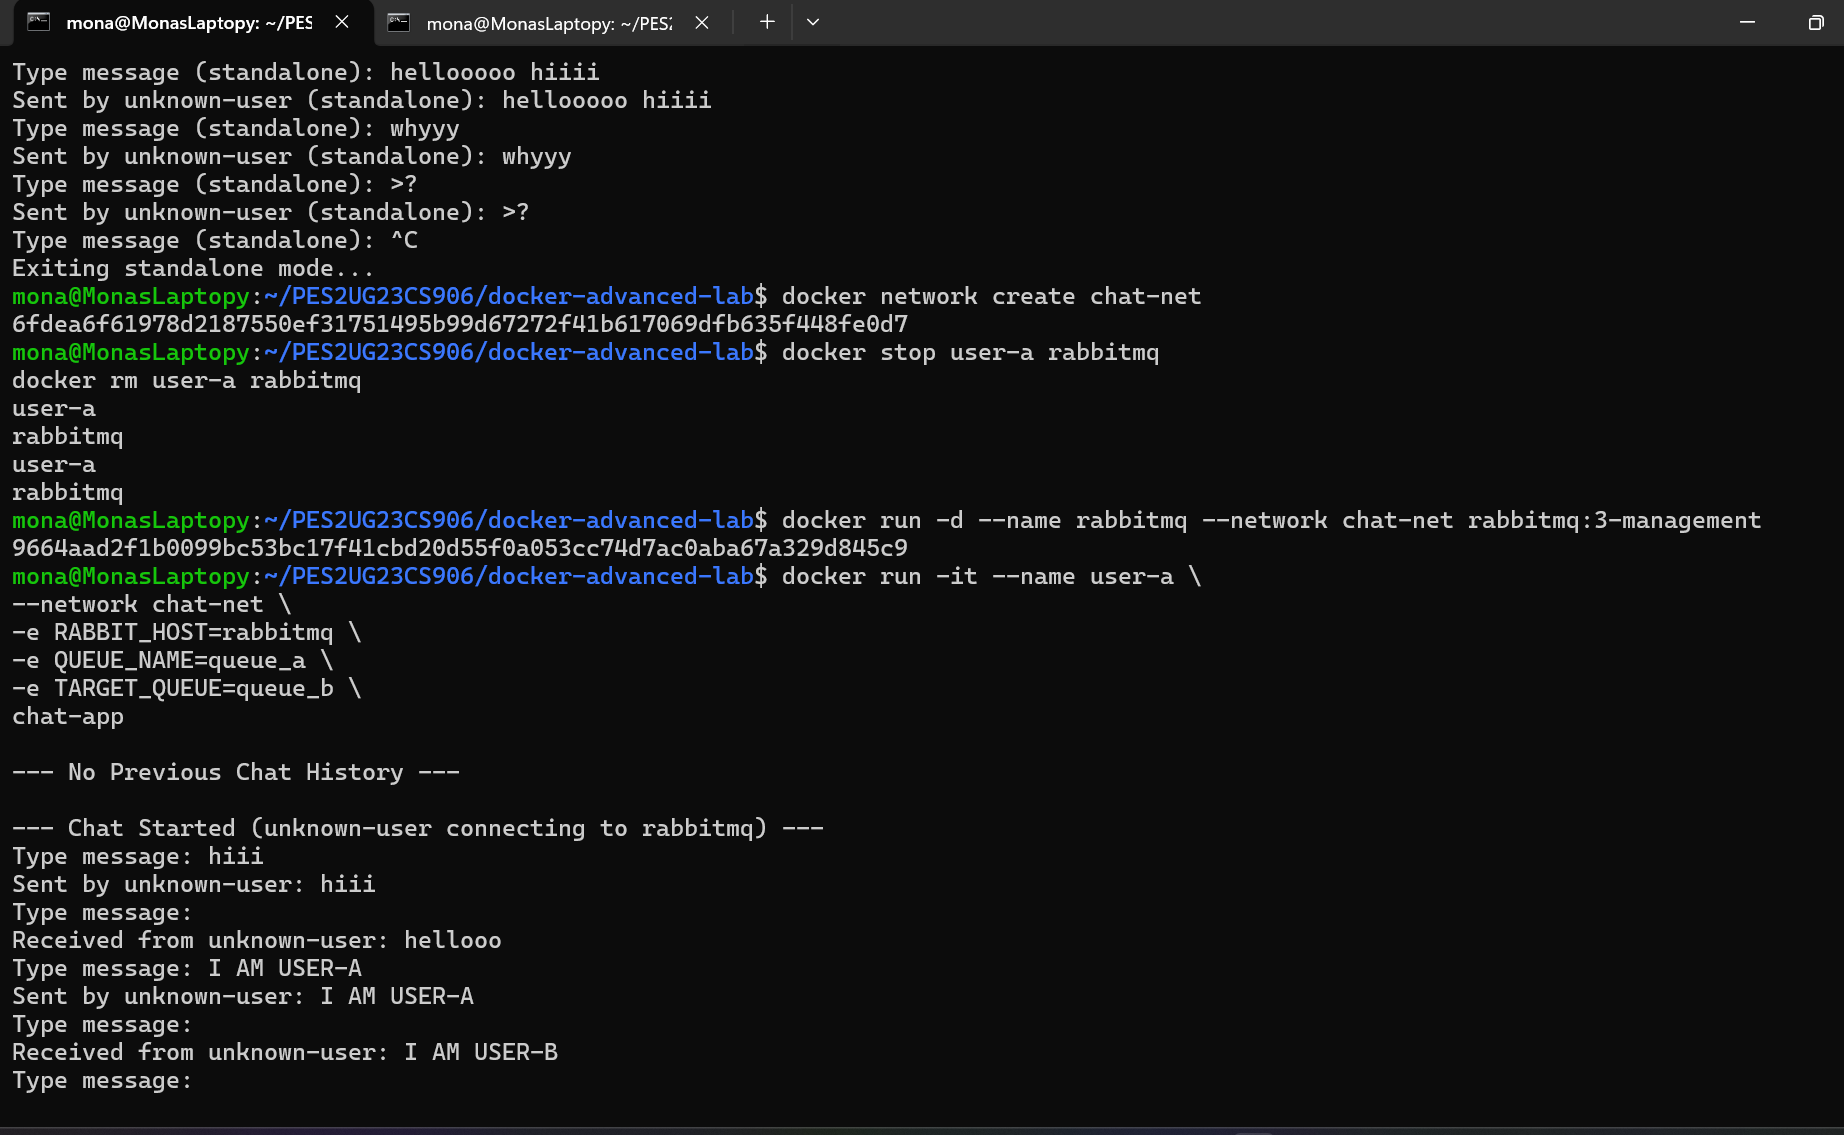 mona@MonasLaptopy: ~/PES
mona@MonasLaptopy: ~/PES2
Type message (standalone): hellooooo hiiii
Sent by unknown-user (standalone): hellooooo hiiii
Type message (standalone): whyyy
Sent by unknown-user (standalone): whyyy
Type message (standalone): >?
Sent by unknown-user (standalone): >?
Type message (standalone): ^C
Exiting standalone mode...
mona@MonasLaptopy:~/PES2UG23CS906/docker-advanced-lab$ docker network create chat-net
6fdea6f61978d2187550ef31751495b99d67272f41b617069dfb635f448fe0d7
mona@MonasLaptopy:~/PES2UG23CS906/docker-advanced-lab$ docker stop user-a rabbitmq
docker rm user-a rabbitmq
user-a
rabbitmq
user-a
rabbitmq
mona@MonasLaptopy:~/PES2UG23CS906/docker-advanced-lab$ docker run -d --name rabbitmq --network chat-net rabbitmq:3-management
9664aad2f1b0099bc53bc17f41cbd20d55f0a053cc74d7ac0aba67a329d845c9
mona@MonasLaptopy:~/PES2UG23CS906/docker-advanced-lab$ docker run -it --name user-a \
--network chat-net \
-e RABBIT_HOST=rabbitmq \
-e QUEUE_NAME=queue_a \
-e TARGET_QUEUE=queue_b \
chat-app
--- No Previous Chat History ---
--- Chat Started (unknown-user connecting to rabbitmq) ---
Type message: hiii
Sent by unknown-user: hiii
Type message:
Received from unknown-user: hellooo
Type message: I AM USER-A
Sent by unknown-user: I AM USER-A
Type message:
Received from unknown-user: I AM USER-B
Type message: